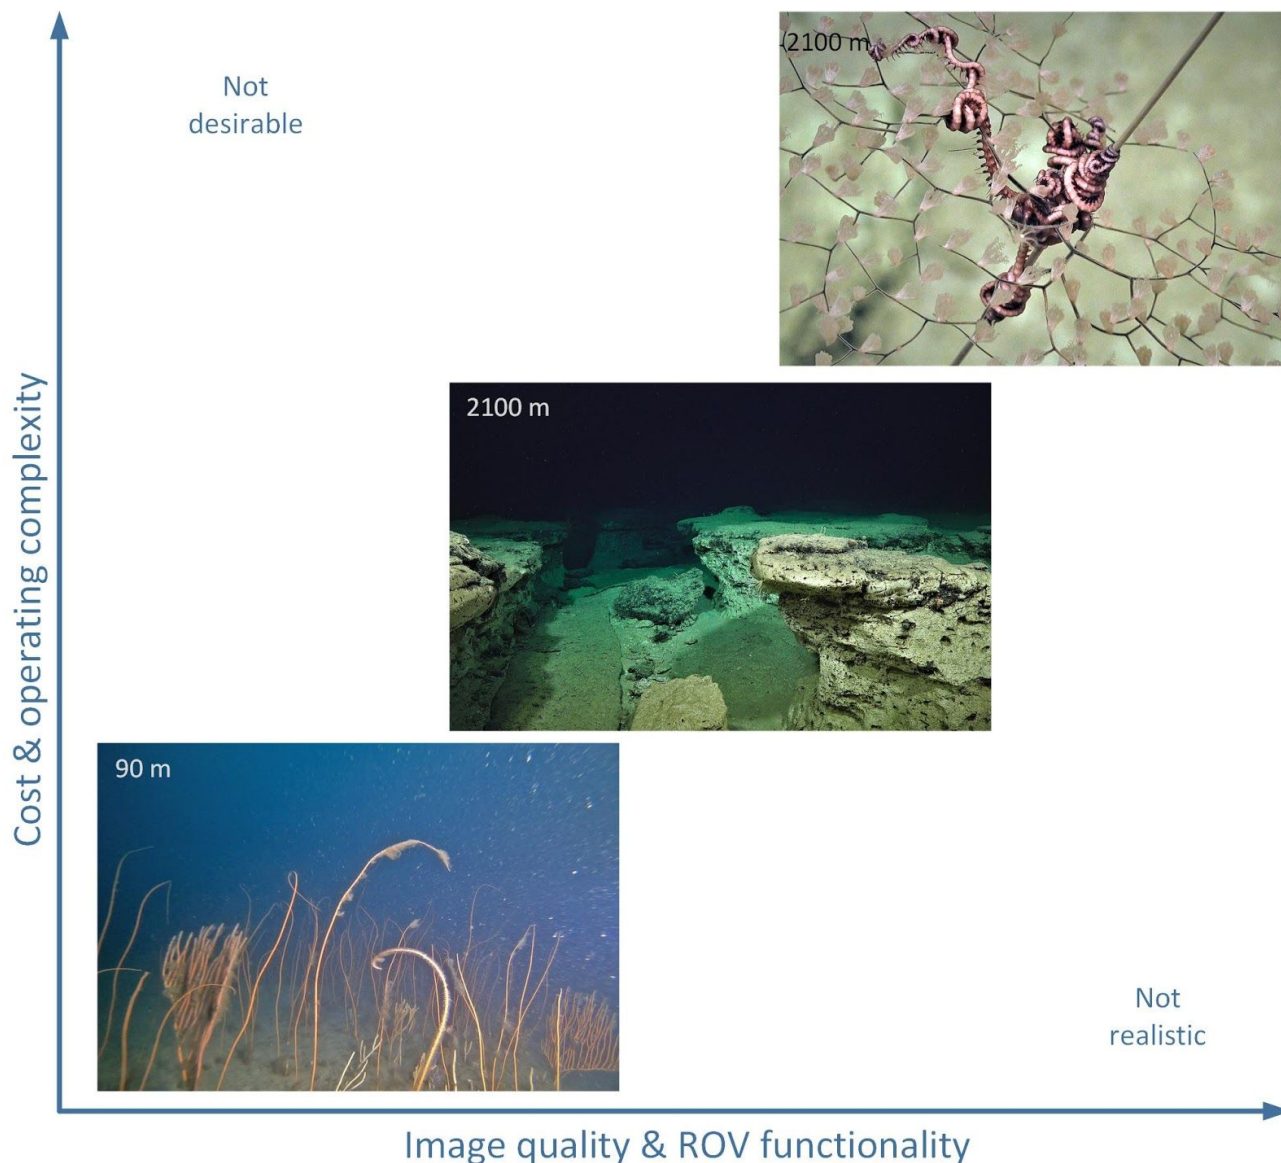 Not
desirable
2100 m
2100 m
90 m
Not
realistic
Cost & operating complexity
Image quality & ROV functionality